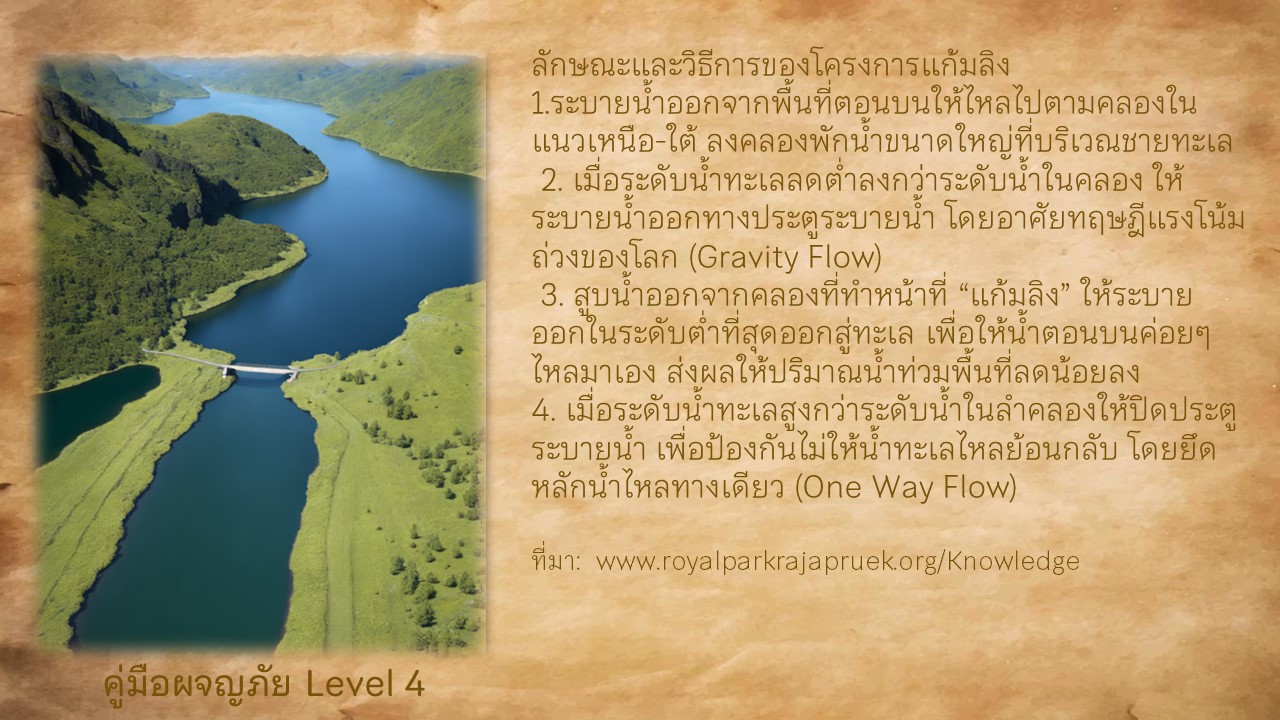 ลักษณะและวิธีการของโครงการแก้มลิง
1.ระบายน้ำออกจากพื้นที่ตอนบนให้ไหลไปตามคลองใน
แนวเหนือ-ใต้ ลงคลองพักน้ำขนาดใหญ่ที่บริเวณชายทะเล
2. เมื่อระดับน้ำทะเลลดต่ำลงกว่าระดับน้ำในคลอง ให้
ระบายน้ำออกทางประตูระบายน้ำ โดยอาศัยทฤษฎีแรงโน้ม
ถ่วงของโลก (Gravity Flow)
3. สูบน้ำออกจากคลองที่ทำหน้าที่ “แก้มลิง” ให้ระบาย
ออกในระดับต่ำที่สุดออกสู่ทะเล เพื่อให้น้ำตอนบนค่อยๆ
ไหลมาเอง ส่งผลให้ปริมาณน้ำท่วมพื้นที่ลดน้อยลง
4. เมื่อระดับน้ำทะเลสูงกว่าระดับน้ำในลำคลองให้ปิดประตู
ระบายน้ำ เพื่อป้องกันไม่ให้น้ำทะเลไหลย้อนกลับ โดยยึด
หลักน้ำไหลทางเดียว (One Way Flow)
ที่มา: www.royalparkrajapruek.org/Knowledge
คู่มือผจญภัย Level 4